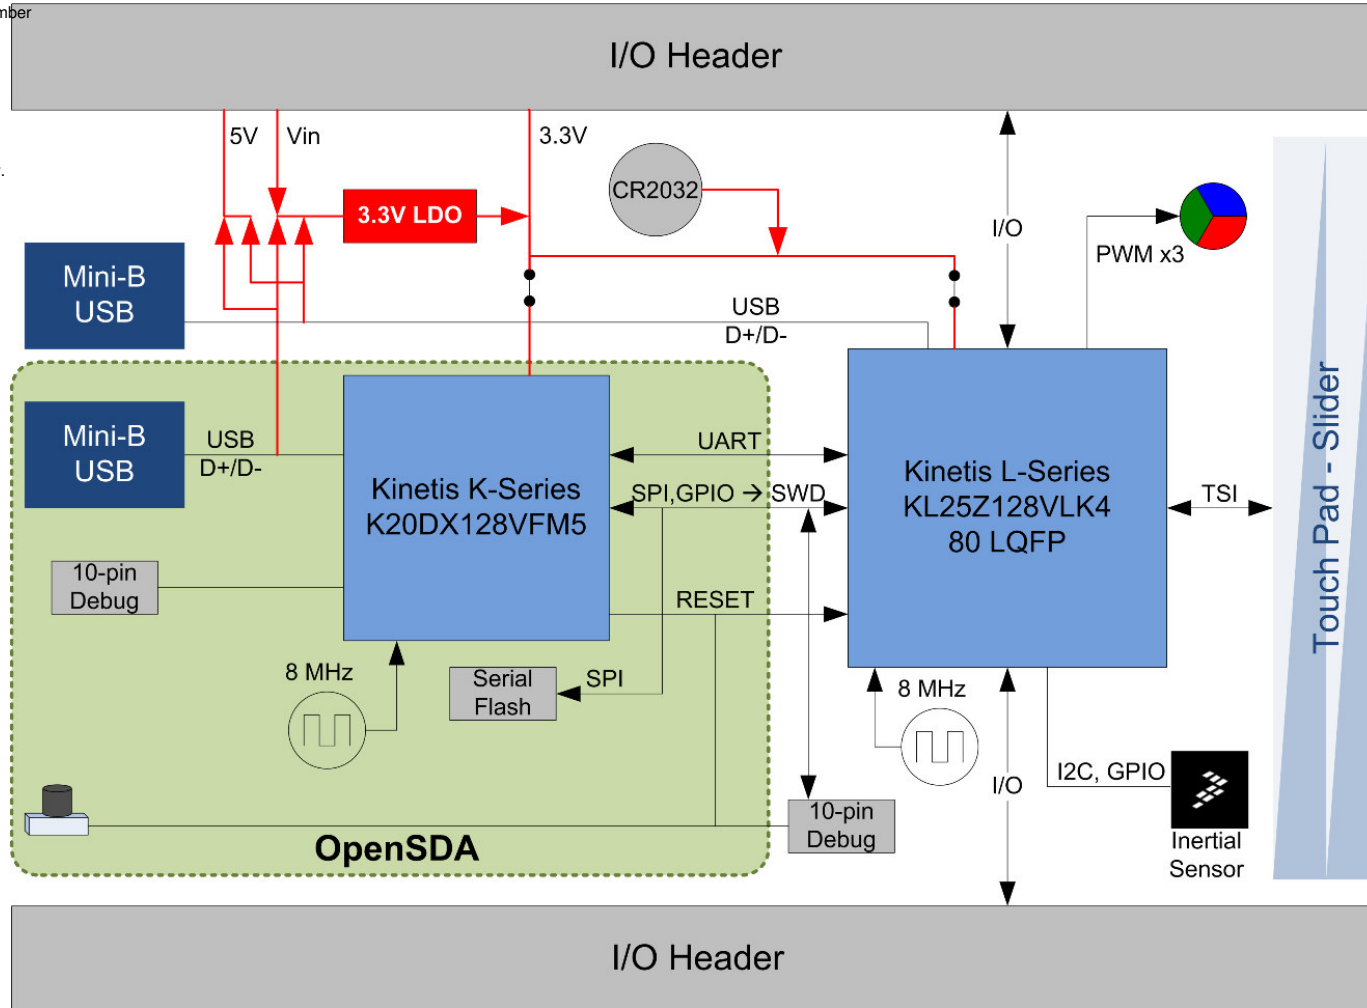 I/O Header
5V
Vin
3.3V
CR2032
3.3V LDO
I/O
PWM x3
Mini-B
USB
USB
D+/D-
Mini-B
USB
USB
D+/D-
Kinetis K-Series
K20DX128VFM5
UART
SPI,GPIO → SWD
RESET
Kinetis L-Series
KL25Z128VLK4
80 LQFP
TSI
Touch Pad - Slider
10-pin
Debug
8 MHz
Serial
Flash
SPI
8 MHz
I/O
I2C, GPIO
Inertial
Sensor
10-pin
Debug
OpenSDA
I/O Header